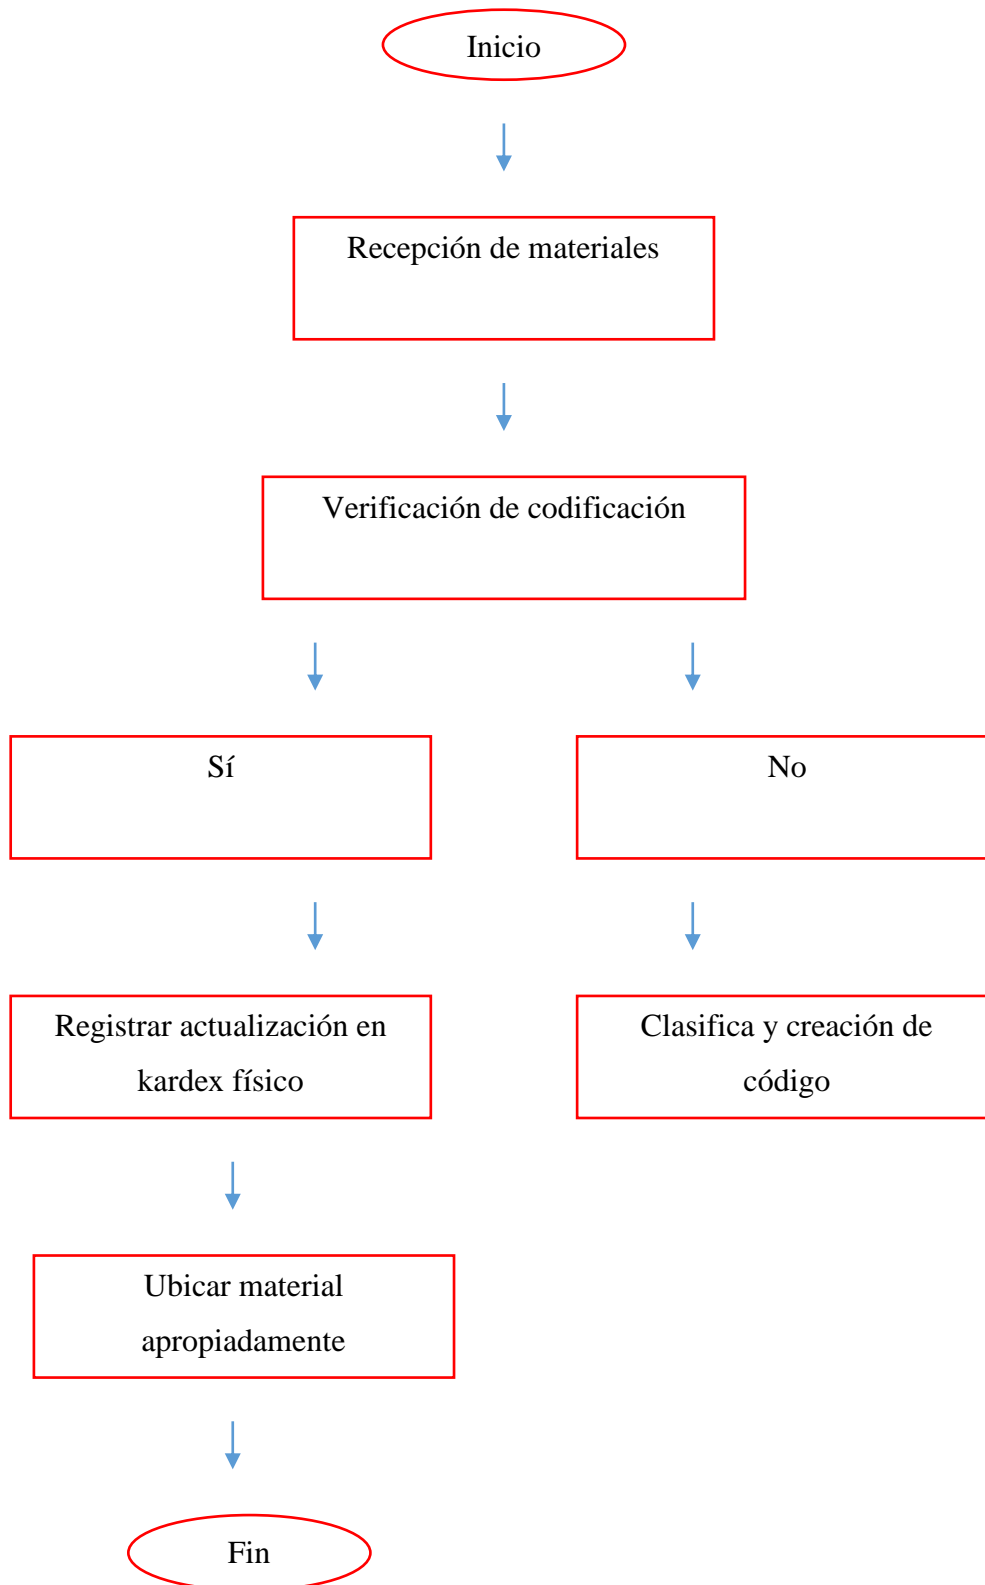 Inicio
Recepción de materiales
Verificación de codificación
Sí
No
Registrar actualización en
kardex físico
Clasifica y creación de
código
Ubicar material
apropiadamente
Fin